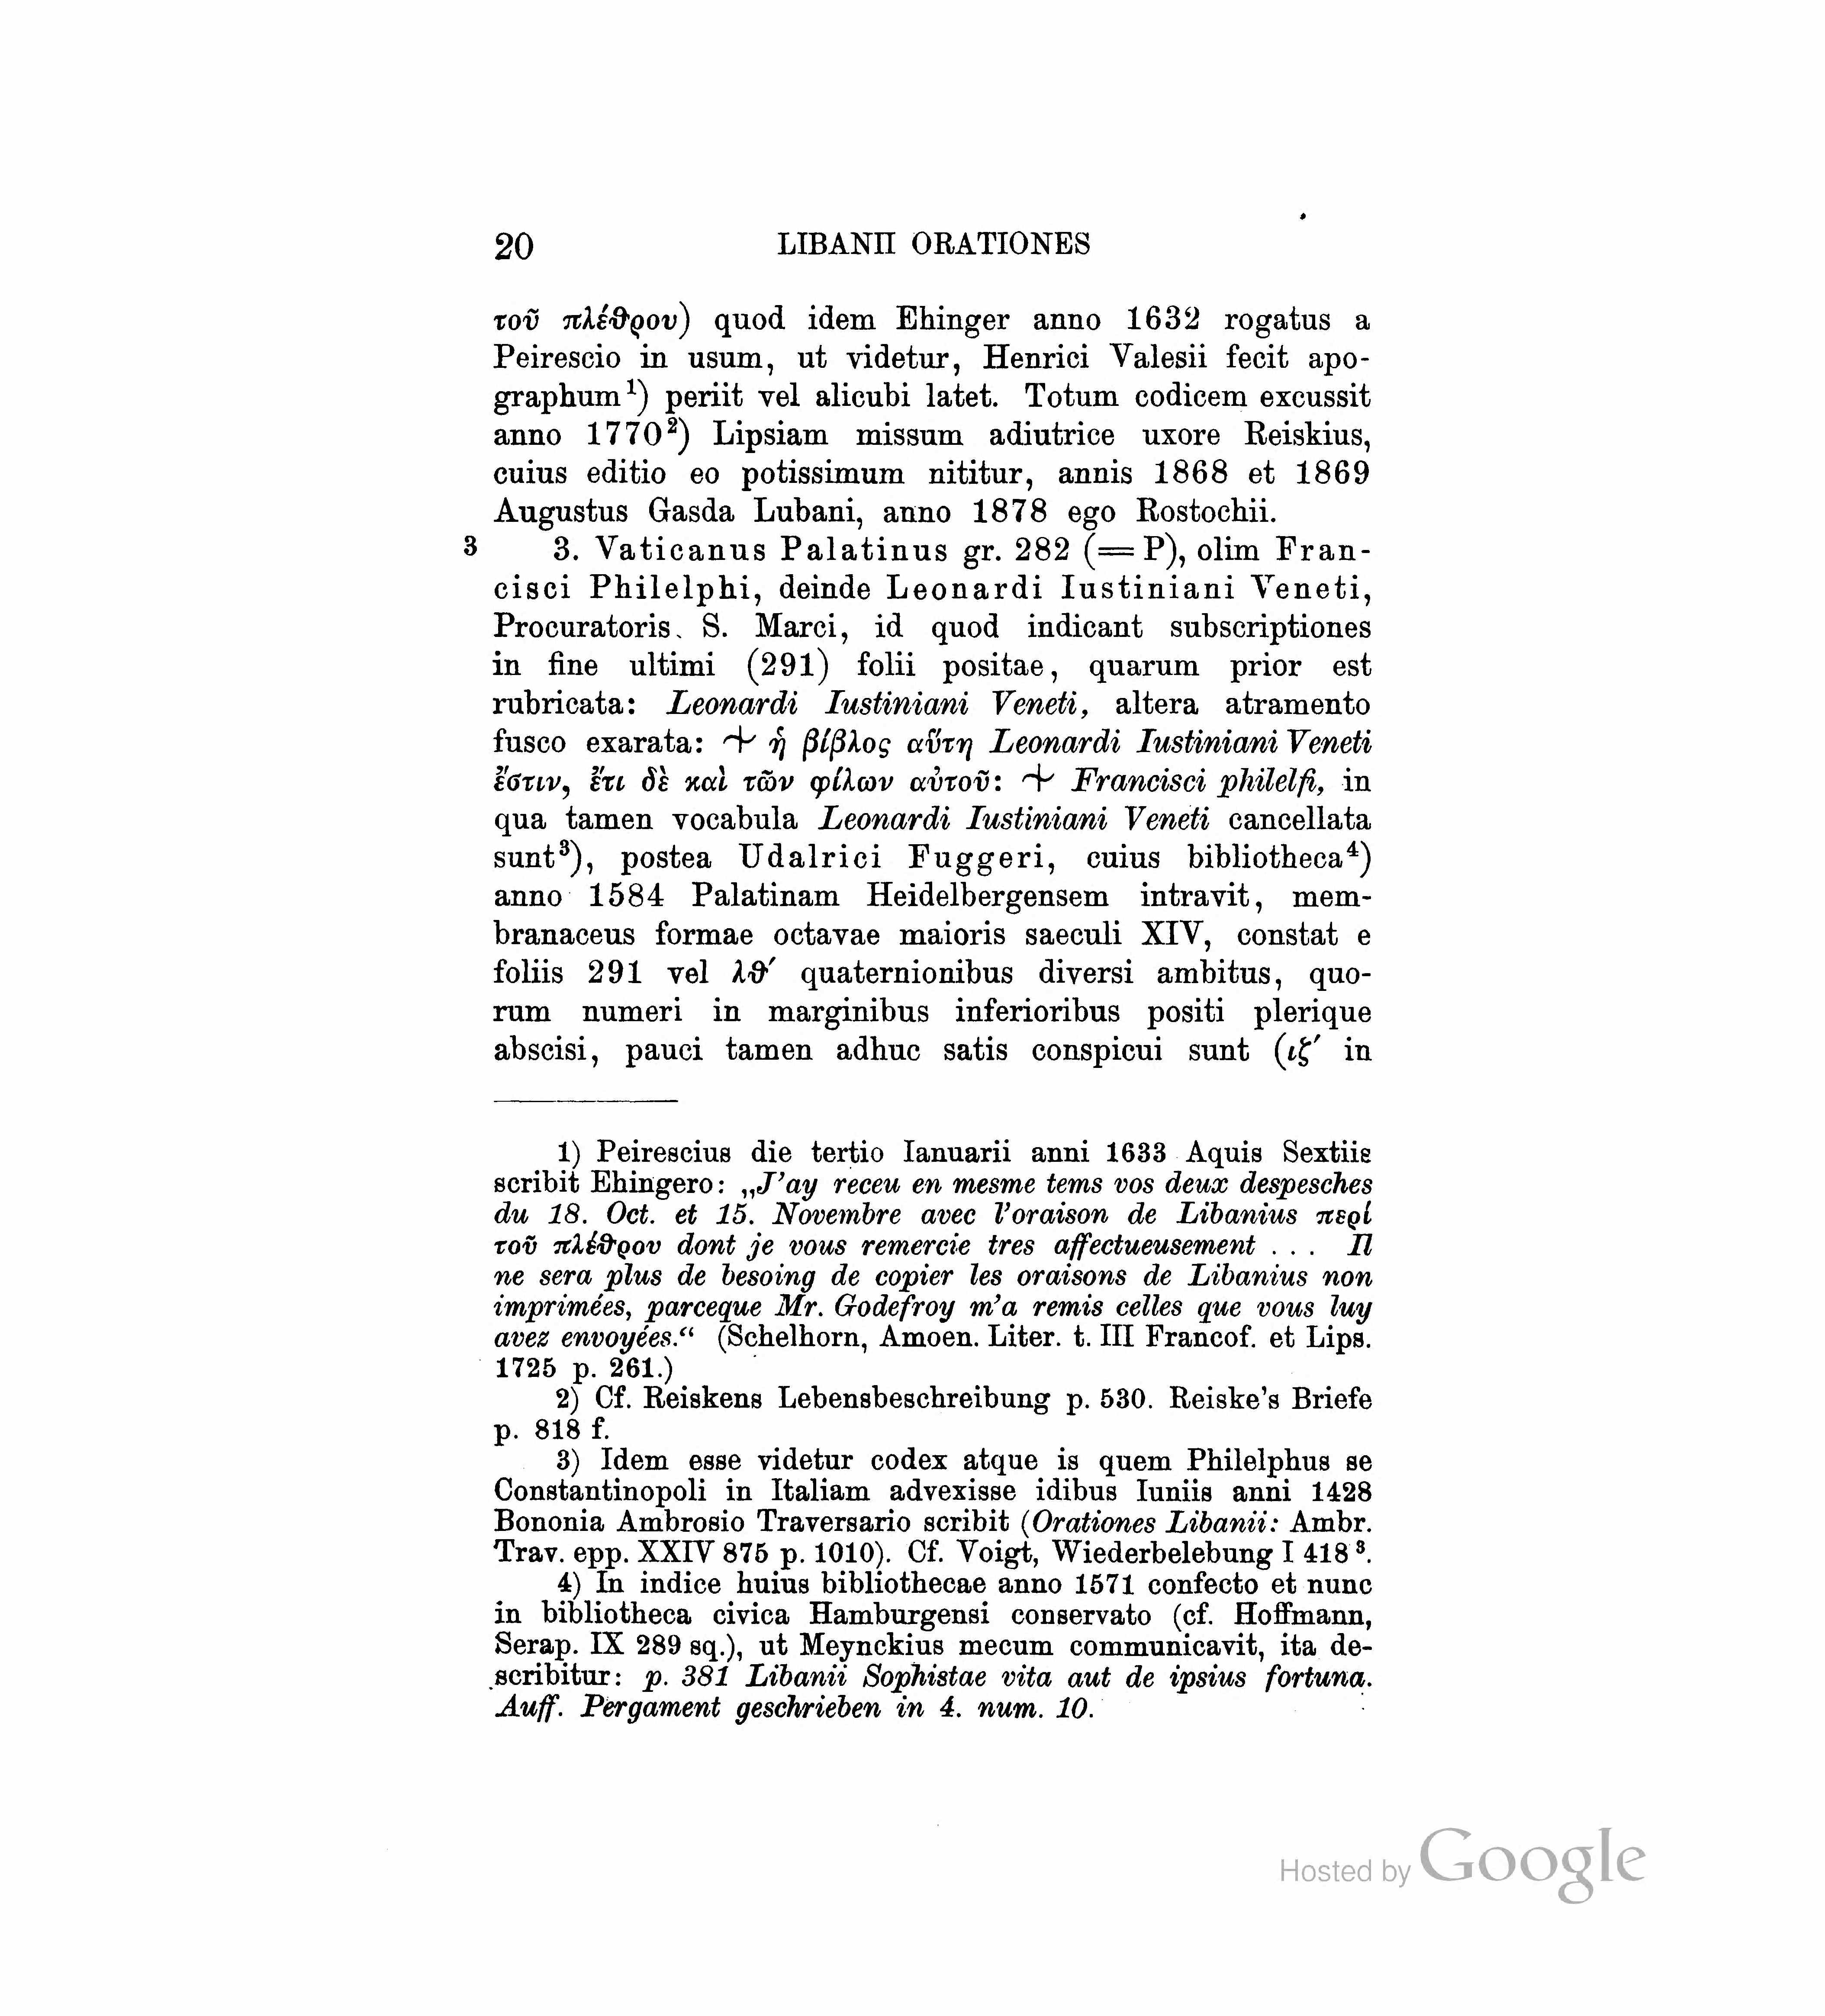 20 LIBANII ORATIONES
τοῦ πλέθρου) quod idem Ehinger anno 1632 rogatus a
Peirescio in usum, ut videtur, Henrici Valesii fecit apo-
graphum¹) periit vel alicubi latet. Totum codicem excussit
anno 1770²) Lipsiam missum adiutrice uxore Reiskius,
cuius editio eo potissimum nititur, annis 1868 et 1869
Augustus Gasda Lubani, anno 1878 ego Rostochii.
3 3. Vaticanus Palatinus gr. 282 (= P), olim Fran-
cisci Philelphi, deinde Leonardi Iustiniani Veneti,
Procuratoris S. Marci, id quod indicant subscriptiones
in fine ultimi (291) folii positae, quarum prior est
rubricata: Leonardi Iustiniani Veneti, altera atramento
fusco exarata: + ἡ βίβλος αὕτη Leonardi Iustiniani Veneti
ἔστιν, ἔτι δὲ καὶ τῶν φίλων αὐτοῦ: + Francisci philelfi, in
qua tamen vocabula Leonardi Iustiniani Veneti cancellata
sunt³), postea Udalrici Fuggeri, cuius bibliotheca⁴)
anno 1584 Palatinam Heidelbergensem intravit, mem-
branaceus formae octavae maioris saeculi XIV, constat e
foliis 291 vel λθ′ quaternionibus diversi ambitus, quo-
rum numeri in marginibus inferioribus positi plerique
abscisi, pauci tamen adhuc satis conspicui sunt (ιξ′ in
1) Peirescius die tertio Ianuarii anni 1633 Aquis Sextiis
scribit Ehingero: „J'ay receu en mesme tems vos deux despesches
du 18. Oct. et 15. Novembre avec l'oraison de Libanius περὶ
τοῦ πλέθρου dont je vous remercie tres affectueusement . . . Il
ne sera plus de besoing de copier les oraisons de Libanius non
imprimées, parceque Mr. Godefroy m'a remis celles que vous luy
avez envoyées.“ (Schelhorn, Amoen. Liter. t. III Francof. et Lips.
1725 p. 261.)
2) Cf. Reiskens Lebensbeschreibung p. 530. Reiske's Briefe
p. 818 f.
3) Idem esse videtur codex atque is quem Philelphus se
Constantinopoli in Italiam advexisse idibus Iuniis anni 1428
Bononia Ambrosio Traversario scribit (Orationes Libanii: Ambr.
Trav. epp. XXIV 875 p. 1010). Cf. Voigt, Wiederbelebung I 418³.
4) In indice huius bibliothecae anno 1571 confecto et nunc
in bibliotheca civica Hamburgensi conservato (cf. Hoffmann,
Serap. IX 289 sq.), ut Meynckius mecum communicavit, ita de-
scribitur: p. 381 Libanii Sophistae vita aut de ipsius fortuna.
Auff. Pergament geschrieben in 4. num. 10.
Hosted by Google